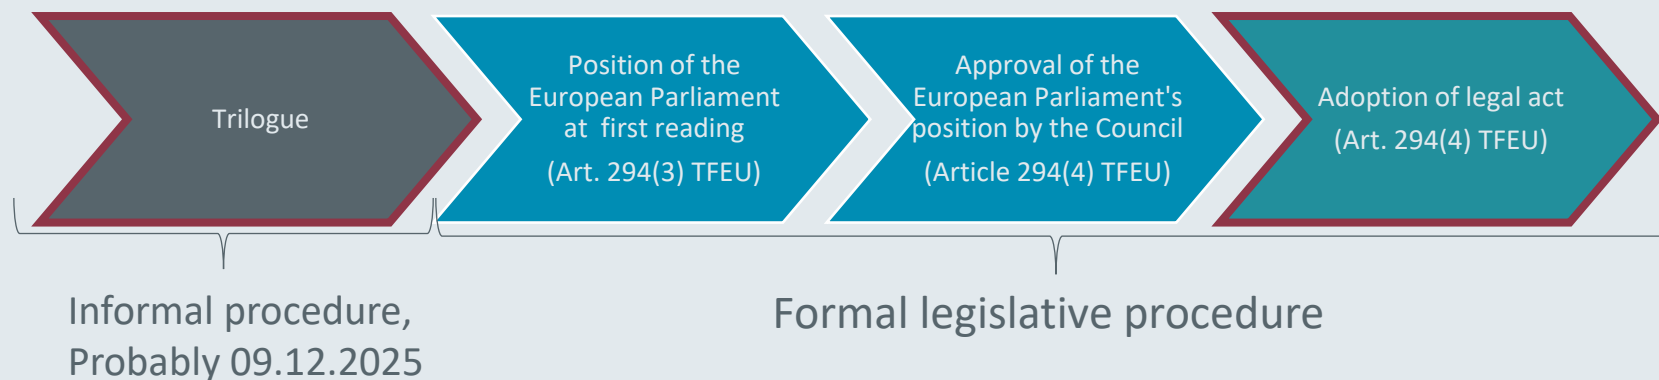 Trilogue
Position of the
European Parliament
at first reading
(Art. 294(3) TFEU)
Approval of the
European Parliament's
position by the Council
(Article 294(4) TFEU)
Adoption of legal act
(Art. 294(4) TFEU)
Informal procedure,
Probably 09.12.2025
Formal legislative procedure